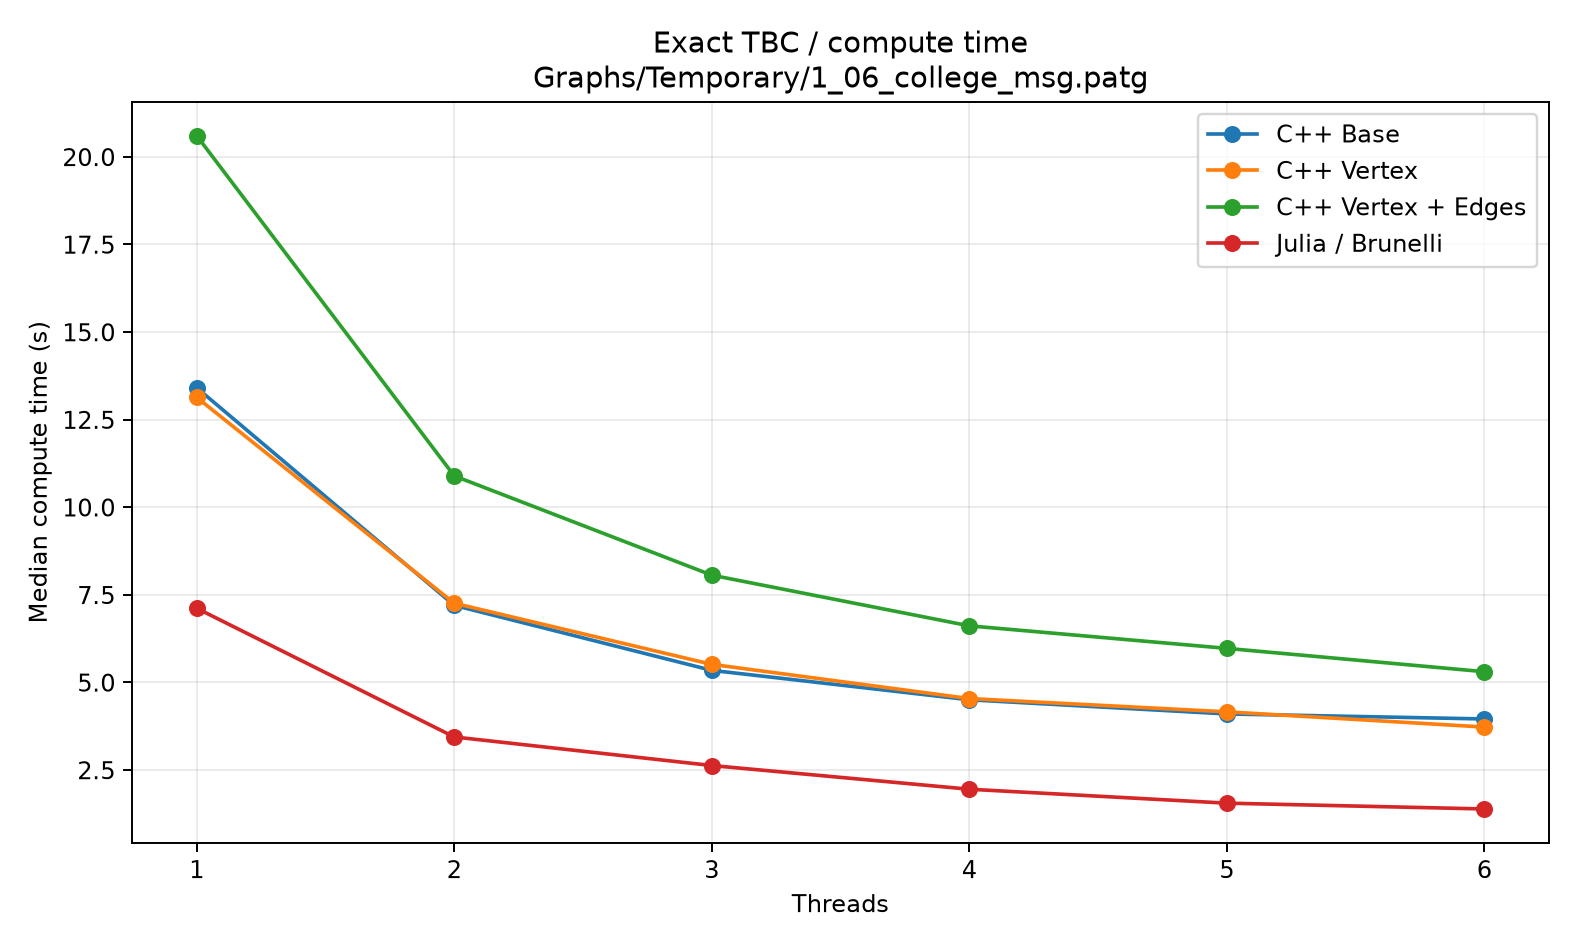 Exact TBC / compute time
Graphs/Temporary/1_06_college_msg.patg
C++ Base
C++ Vertex
C++ Vertex + Edges
Julia / Brunelli
Median compute time (s)
20.0
17.5
15.0
12.5
10.0
7.5
5.0
2.5
1 2 3 4 5 6
Threads